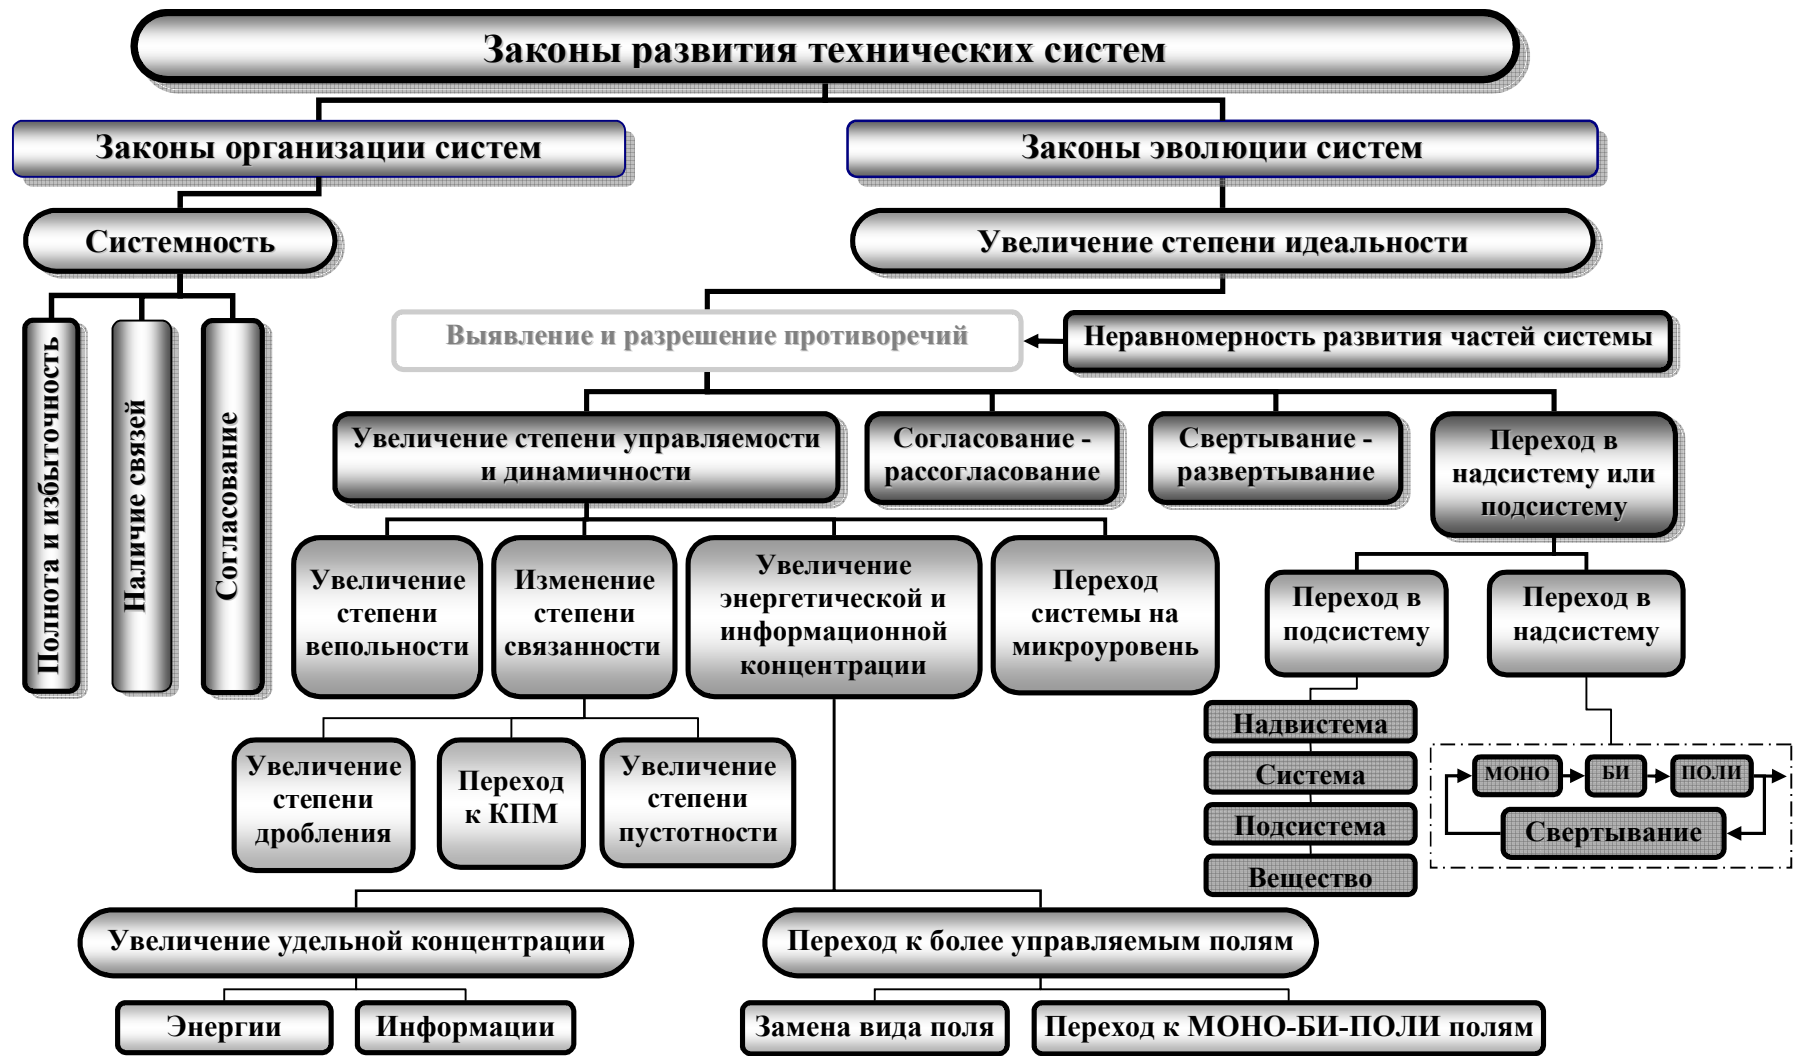 Законы развития технических систем
Законы организации систем
Законы эволюции систем
Системность
Увеличение степени идеальности
Полнота и избыточность
Наличие связей
Согласование
Выявление и разрешение противоречий
Неравномерность развития частей системы
Увеличение степени управляемости
и динамичности
Согласование -
рассогласование
Свертывание -
развертывание
Переход в
надсистему или
подсистему
Увеличение
степени
вепольности
Изменение
степени
связанности
Увеличение
энергетической и
информационной
концентрации
Переход
системы на
микроуровень
Переход в
подсистему
Переход в
надсистему
Увеличение
степени
дробления
Переход
к КПМ
Увеличение
степени
пустотности
Надвистема
Система
Подсистема
Вещество
МОНО
БИ
ПОЛИ
Свертывание
Увеличение удельной концентрации
Переход к более управляемым полям
Энергии
Информации
Замена вида поля
Переход к МОНО-БИ-ПОЛИ полям